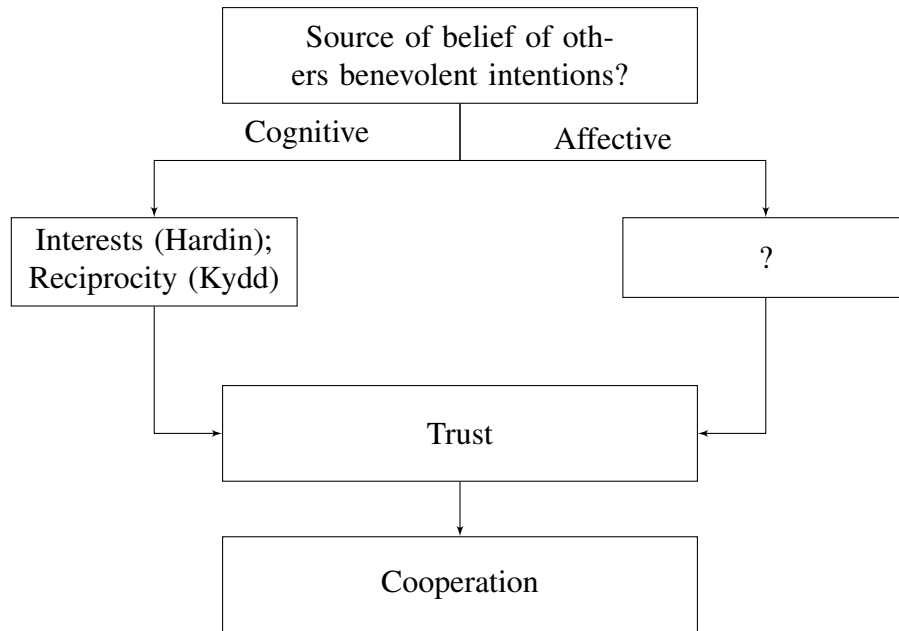 Source of belief of oth-
ers benevolent intentions?
Cognitive
Affective
Interests (Hardin);
Reciprocity (Kydd)
?
Trust
Cooperation